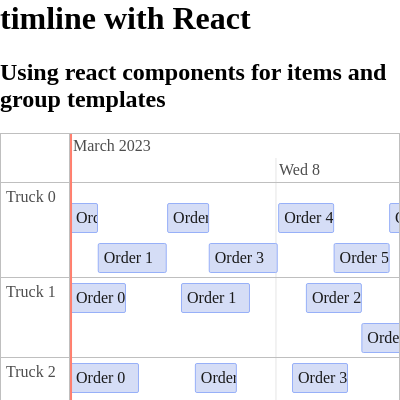 timline with React
Using react components for items and
group templates
March 2023
Wed 8
Truck 0
Ord
Order
Order 4
Order 1
Order 3
Order 5
Truck 1
Order 0
Order 1
Order 2
Orde
Truck 2
Order 0
Order
Order 3